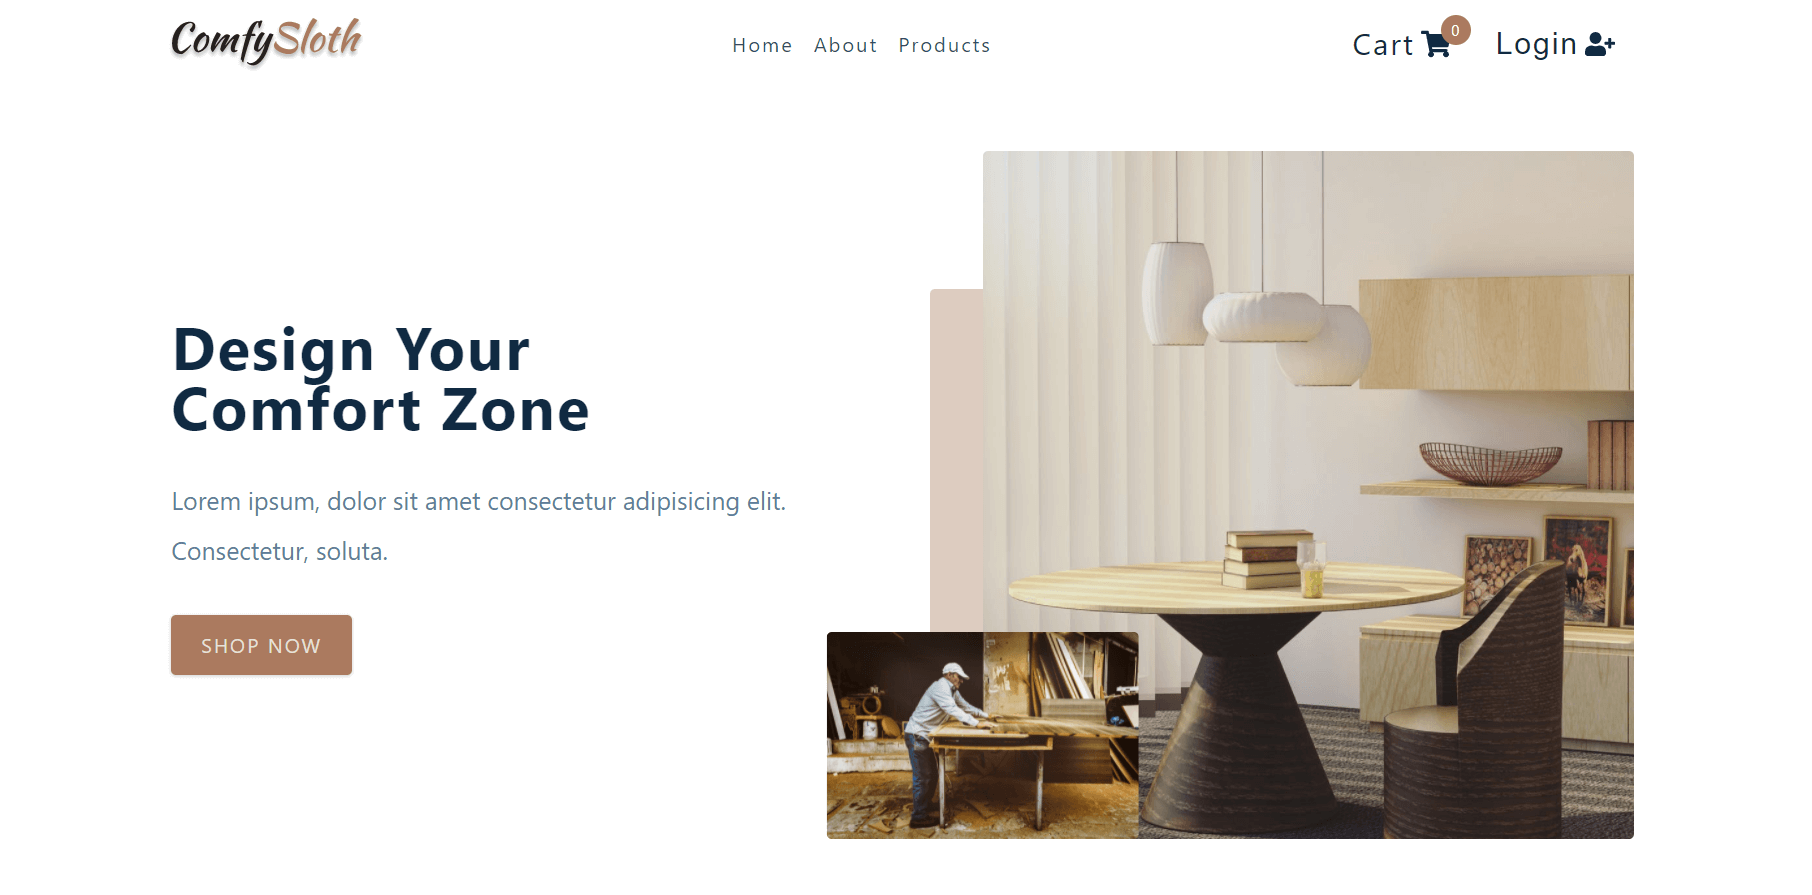 ComfySloth
Home About Products
Cart 0 Login
Design Your
Comfort Zone
Lorem ipsum, dolor sit amet consectetur adipisicing elit.
Consectetur, soluta.
SHOP NOW